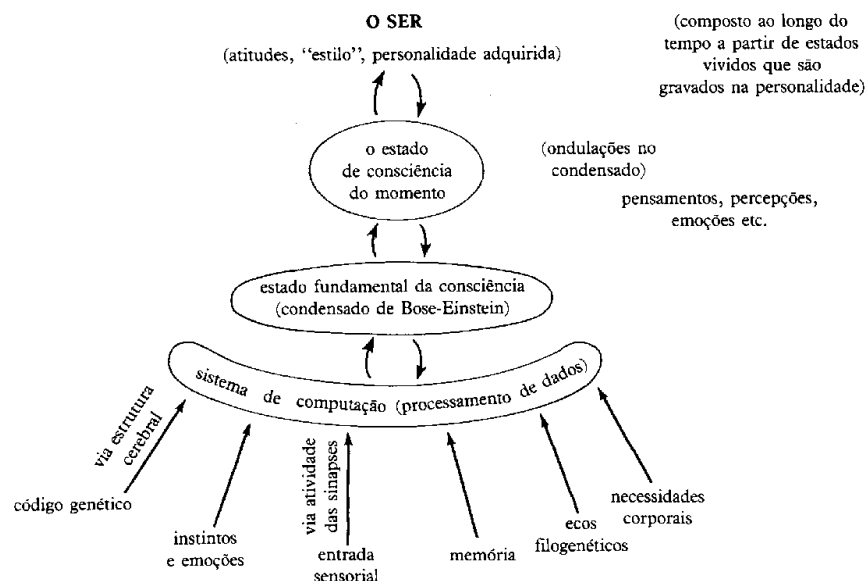 O SER
(atitudes, "estilo", personalidade adquirida)
(composto ao longo do
tempo a partir de estados
vividos que são
gravados na personalidade)
o estado
de consciência
do momento
(ondulações no
condensado)
pensamentos, percepções,
emoções etc.
estado fundamental da consciência
(condensado de Bose-Einstein)
sistema de computação (processamento de dados)
via estrutura
cerebral
código genético
instintos
e emoções
via atividade
das sinapses
entrada
sensorial
memória
ecos
filogenéticos
necessidades
corporais